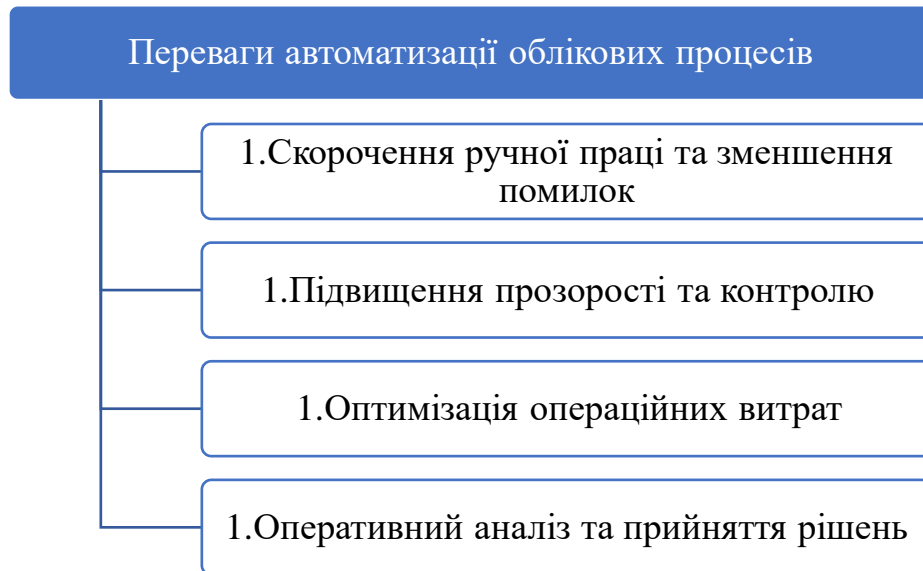 Переваги автоматизації облікових процесів
1.Скорочення ручної праці та зменшення
помилок
1.Підвищення прозорості та контролю
1.Оптимізація операційних витрат
1.Оперативний аналіз та прийняття рішень